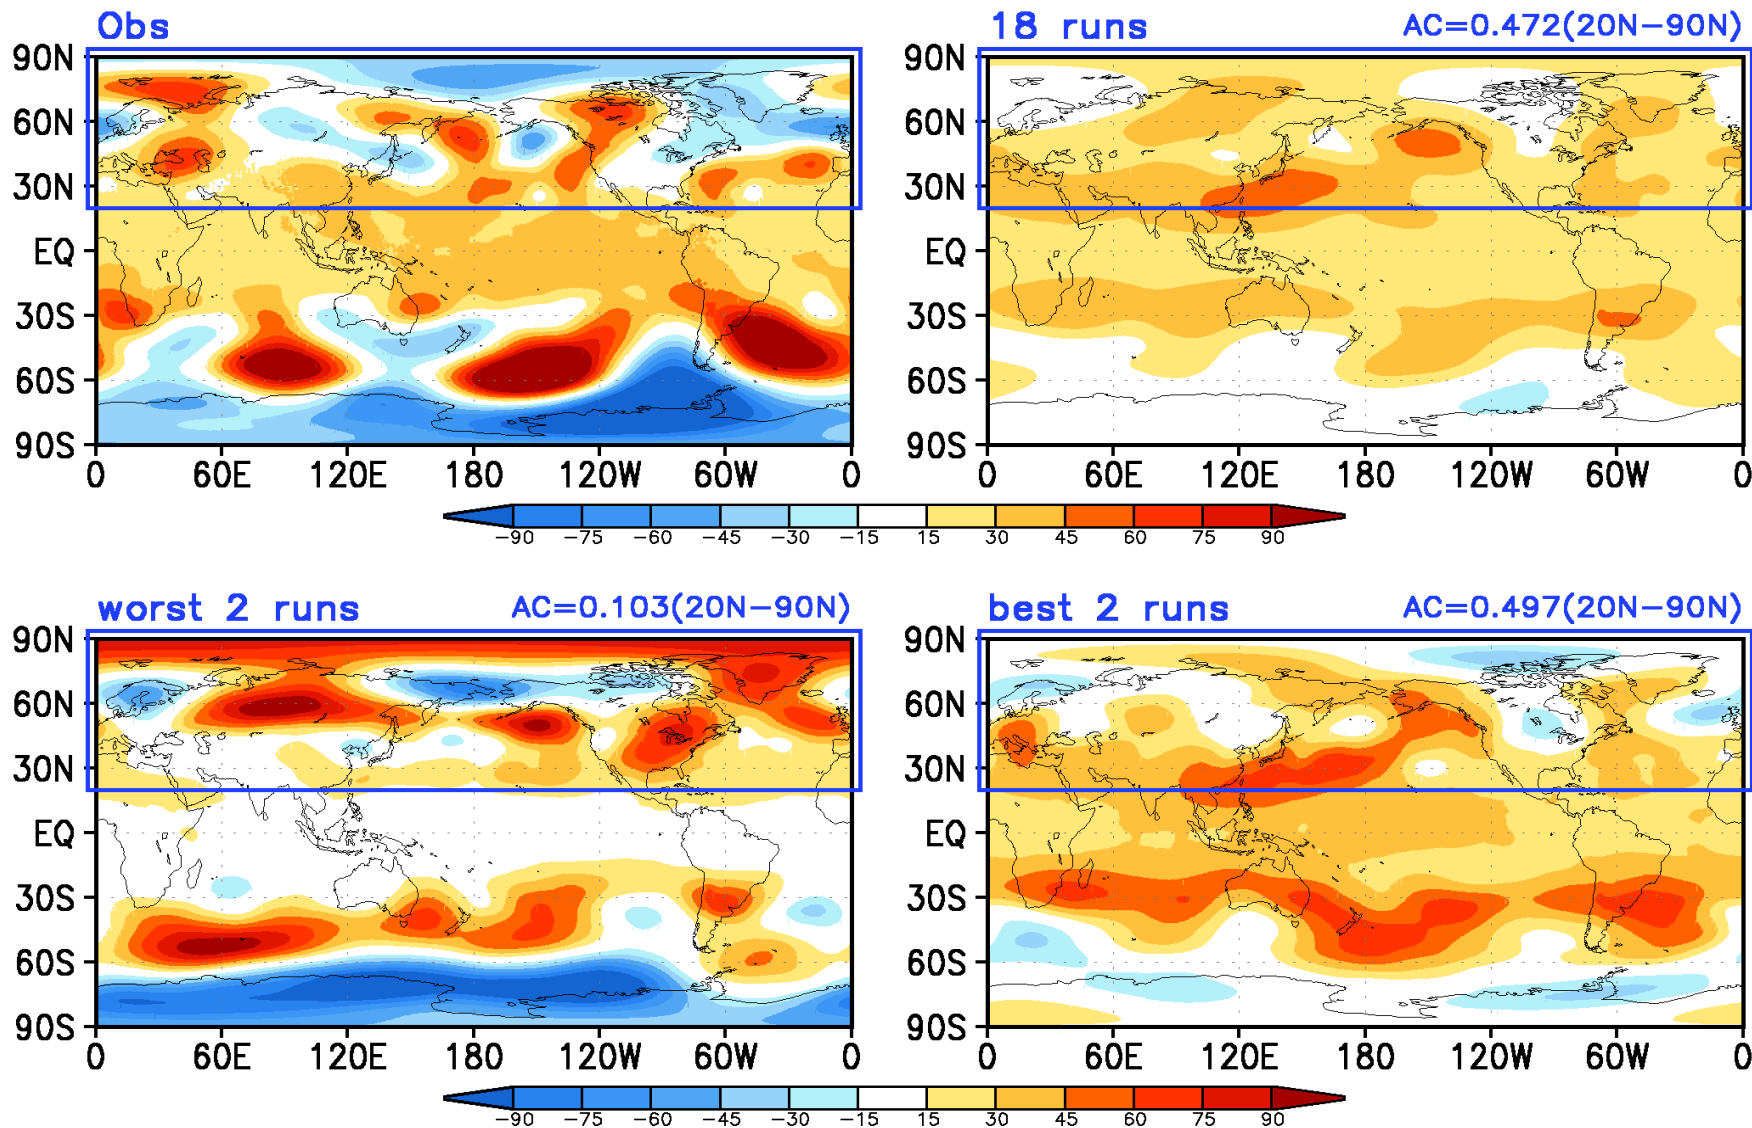 Obs
18 runs AC=0.472(20N−90N)
90N 90N
60N 60N
30N 30N
EQ EQ
30S 30S
60S 60S
90S 90S
0 60E 120E 180 120W 60W 0 0 60E 120E 180 120W 60W 0
−90 −75 −60 −45 −30 −15 15 30 45 60 75 90
worst 2 runs AC=0.103(20N−90N)
best 2 runs AC=0.497(20N−90N)
90N 90N
60N 60N
30N 30N
EQ EQ
30S 30S
60S 60S
90S 90S
0 60E 120E 180 120W 60W 0 0 60E 120E 180 120W 60W 0
−90 −75 −60 −45 −30 −15 15 30 45 60 75 90